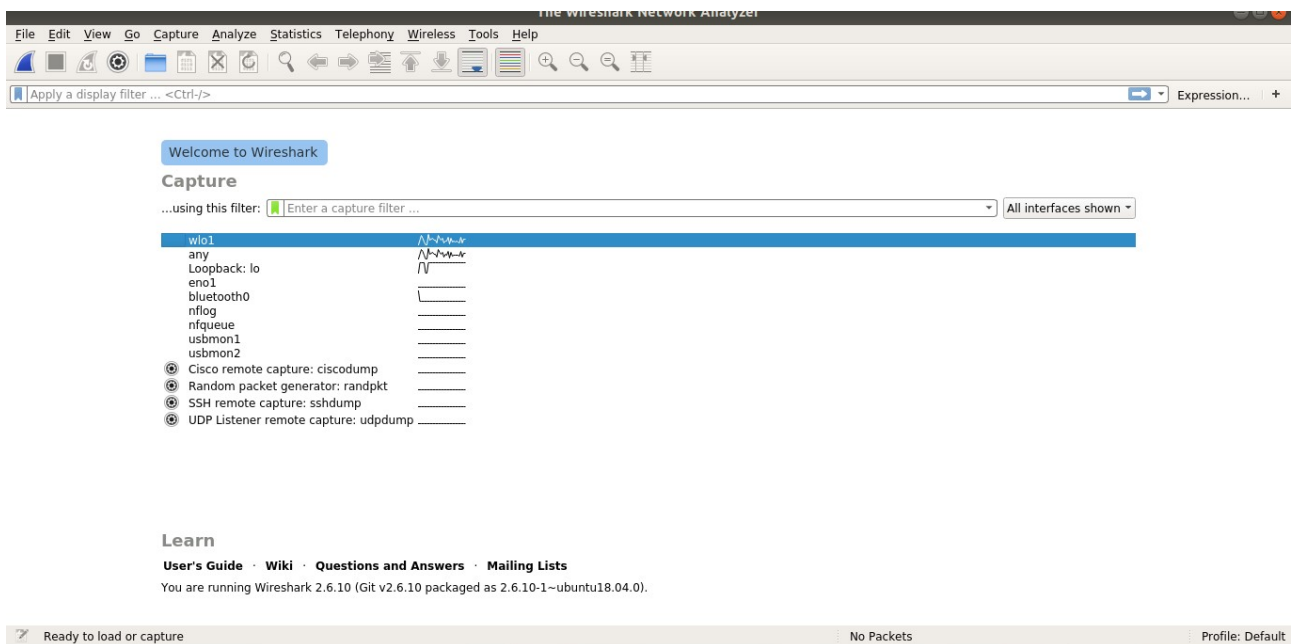 The Wireshark Network Analyzer
File Edit View Go Capture Analyze Statistics Telephony Wireless Tools Help
Apply a display filter ... <Ctrl-/>
Expression... +
Welcome to Wireshark
Capture
...using this filter: Enter a capture filter ... All interfaces shown
wlo1
any
Loopback: lo
eno1
bluetooth0
nflog
nfqueue
usbmon1
usbmon2
Cisco remote capture: ciscodump
Random packet generator: randpkt
SSH remote capture: sshdump
UDP Listener remote capture: udpdump
Learn
User's Guide · Wiki · Questions and Answers · Mailing Lists
You are running Wireshark 2.6.10 (Git v2.6.10 packaged as 2.6.10-1~ubuntu18.04.0).
Ready to load or capture No Packets Profile: Default